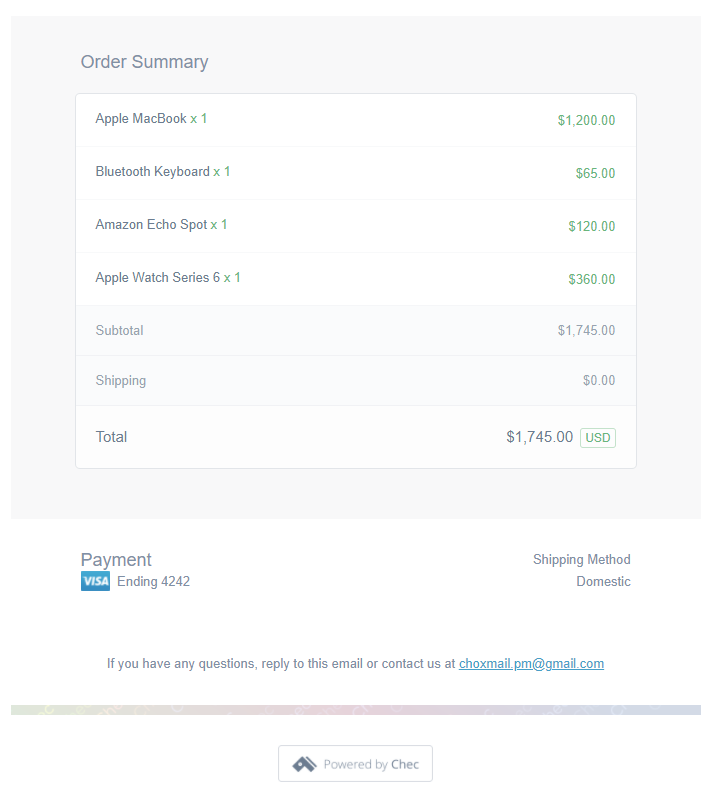 Order Summary
Apple MacBook x 1 $1,200.00
Bluetooth Keyboard x 1 $65.00
Amazon Echo Spot x 1 $120.00
Apple Watch Series 6 x 1 $360.00
Subtotal $1,745.00
Shipping $0.00
Total $1,745.00 USD
Payment Shipping Method
VISA Ending 4242 Domestic
If you have any questions, reply to this email or contact us at choxmail.pm@gmail.com
Powered by Chec